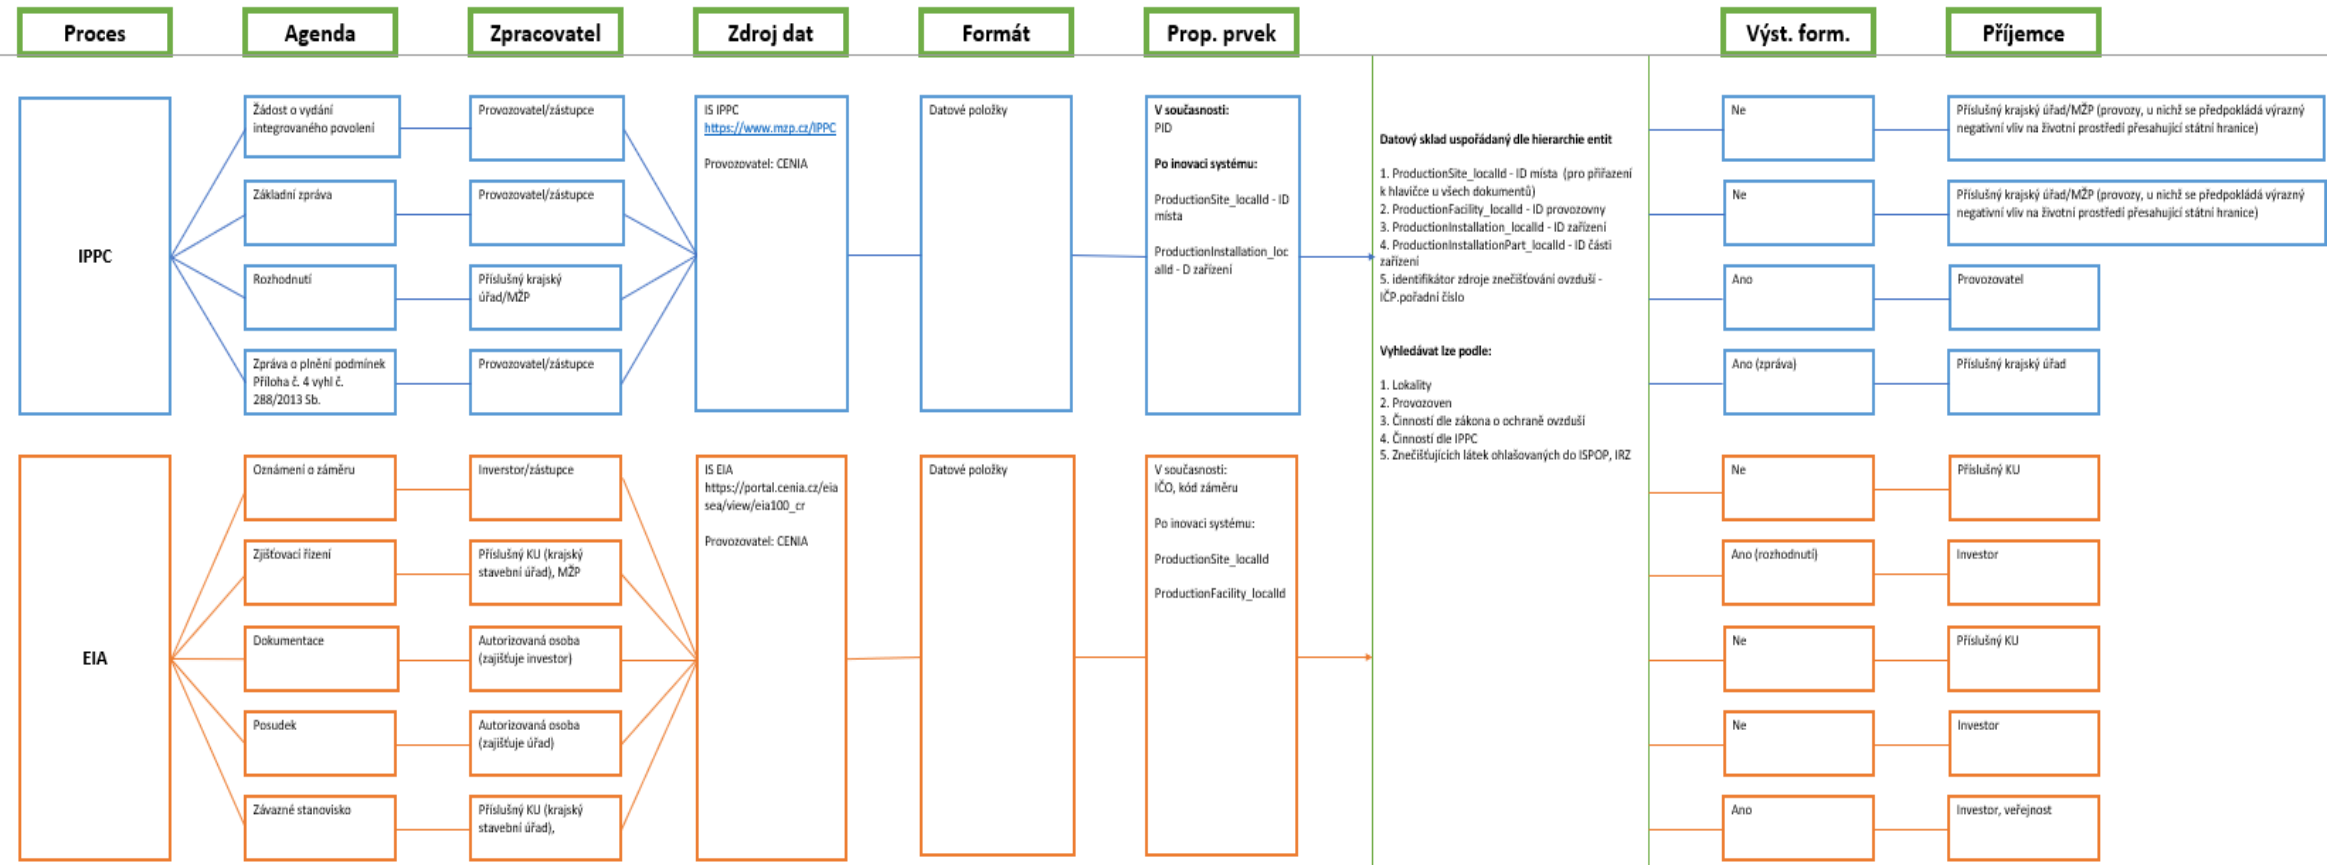 Proces
Agenda
Zpracovatel
Zdroj dat
Formát
Prop. prvek
Výst. form.
Příjemce
IPPC
Žádost o vydání
integrovaného povolení
Provozovatel/zástupce
Základní zpráva
Provozovatel/zástupce
Rozhodnutí
Příslušný krajský
úřad/MŽP
Zpráva o plnění podmínek
Příloha č. 4 vyhl č.
288/2013 Sb.
Provozovatel/zástupce
IS IPPC
https://www.mzp.cz/IPPC
Provozovatel: CENIA
Datové položky
V současnosti:
PID
Po inovaci systému:
ProductionSite_localId - ID
místa
ProductionInstallation_loc
alId - D zařízení
Datový sklad uspořádaný dle hierarchie entit
1. ProductionSite_localId - ID místa (pro přiřazení
k hlavičce u všech dokumentů)
2. ProductionFacility_localId - ID provozovny
3. ProductionInstallation_localId - ID zařízení
4. ProductionInstallationPart_localId - ID části
zařízení
5. identifikátor zdroje znečišťování ovzduší -
IČP.pořadní číslo
Vyhledávat lze podle:
1. Lokality
2. Provozoven
3. Činností dle zákona o ochraně ovzduší
4. Činností dle IPPC
5. Znečišťujících látek ohlašovaných do ISPOP, IRZ
Ne
Příslušný krajský úřad/MŽP (provozy, u nichž se předpokládá výrazný
negativní vliv na životní prostředí přesahující státní hranice)
Ne
Příslušný krajský úřad/MŽP (provozy, u nichž se předpokládá výrazný
negativní vliv na životní prostředí přesahující státní hranice)
Ano
Provozovatel
Ano (zpráva)
Příslušný krajský úřad
EIA
Oznámení o záměru
Inverstor/zástupce
Zjišťovací řízení
Příslušný KU (krajský
stavební úřad), MŽP
Dokumentace
Autorizovaná osoba
(zajišťuje investor)
Posudek
Autorizovaná osoba
(zajišťuje úřad)
Závazné stanovisko
Příslušný KU (krajský
stavební úřad),
IS EIA
https://portal.cenia.cz/eia
sea/view/eia100_cr
Provozovatel: CENIA
Datové položky
V současnosti:
IČO, kód záměru
Po inovaci systému:
ProductionSite_localId
ProductionFacility_localId
Ne
Příslušný KU
Ano (rozhodnutí)
Investor
Ne
Příslušný KU
Ne
Investor
Ano
Investor, veřejnost